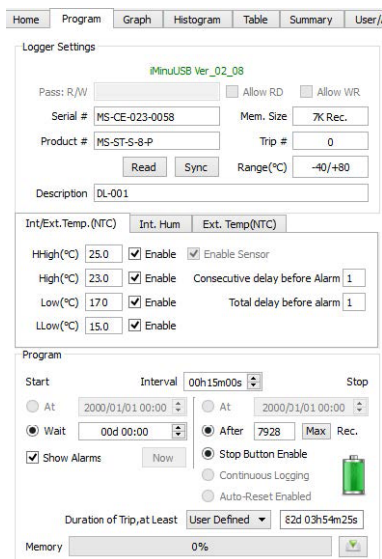 Home Program Graph Histogram Table Summary User/
Logger Settings
iMinuUSB Ver_02_08
Pass: R/W Allow RD Allow WR
Serial # MS-CE-023-0058 Mem. Size 7K Rec.
Product # MS-ST-S-8-P Trip # 0
Read Sync Range(°C) -40/+80
Description DL-001
Int/Ext.Temp.(NTC) Int. Hum Ext. Temp(NTC)
HHigh(°C) 25.0 Enable Enable Sensor
High(°C) 23.0 Enable Consecutive delay before Alarm 1
Low(°C) 17.0 Enable Total delay before alarm 1
LLow(°C) 15.0 Enable
Program
Start Interval 00h15m00s Stop
At 2000/01/01 00:00 At 2000/01/01 00:00
Wait 00d 00:00 After 7928 Max Rec.
Show Alarms Now Stop Button Enable
Continuous Logging
Auto-Reset Enabled
Duration of Trip,at Least User Defined 82d 03h54m25s
Memory 0%